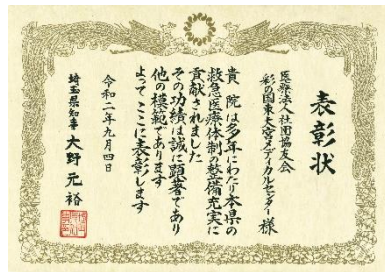 表彰状
医療法人社団協友会
彩の国東大宮メディカルセンター 様
貴 院は多年にわたり本県の
救急医療体制の整備充実に
貢献されました
その功績は誠に顕著であり
他の模範であります
よってここに表彰します
令和二年九月四日
埼玉県知事 大野元裕